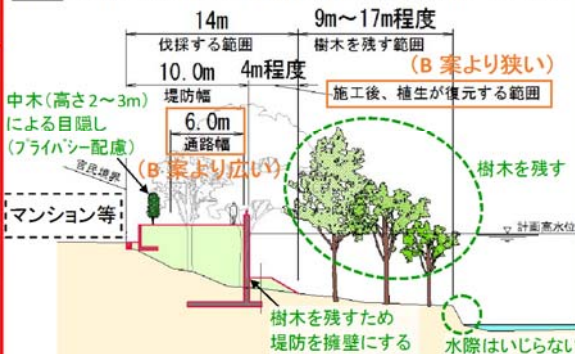 14m
9m~17m程度
伐採する範囲
樹木を残す範囲
10.0m
4m程度
(B 案より狭い)
堤防幅
施工後、植生が復元する範囲
中木(高さ2~3m)
による目隠し
(プライバシー配慮)
6.0m
通路幅
(B 案より広い)
官民境界
樹木を残す
マンション等
計画高水位
樹木を残すため
堤防を擁壁にする
水際はいじらない